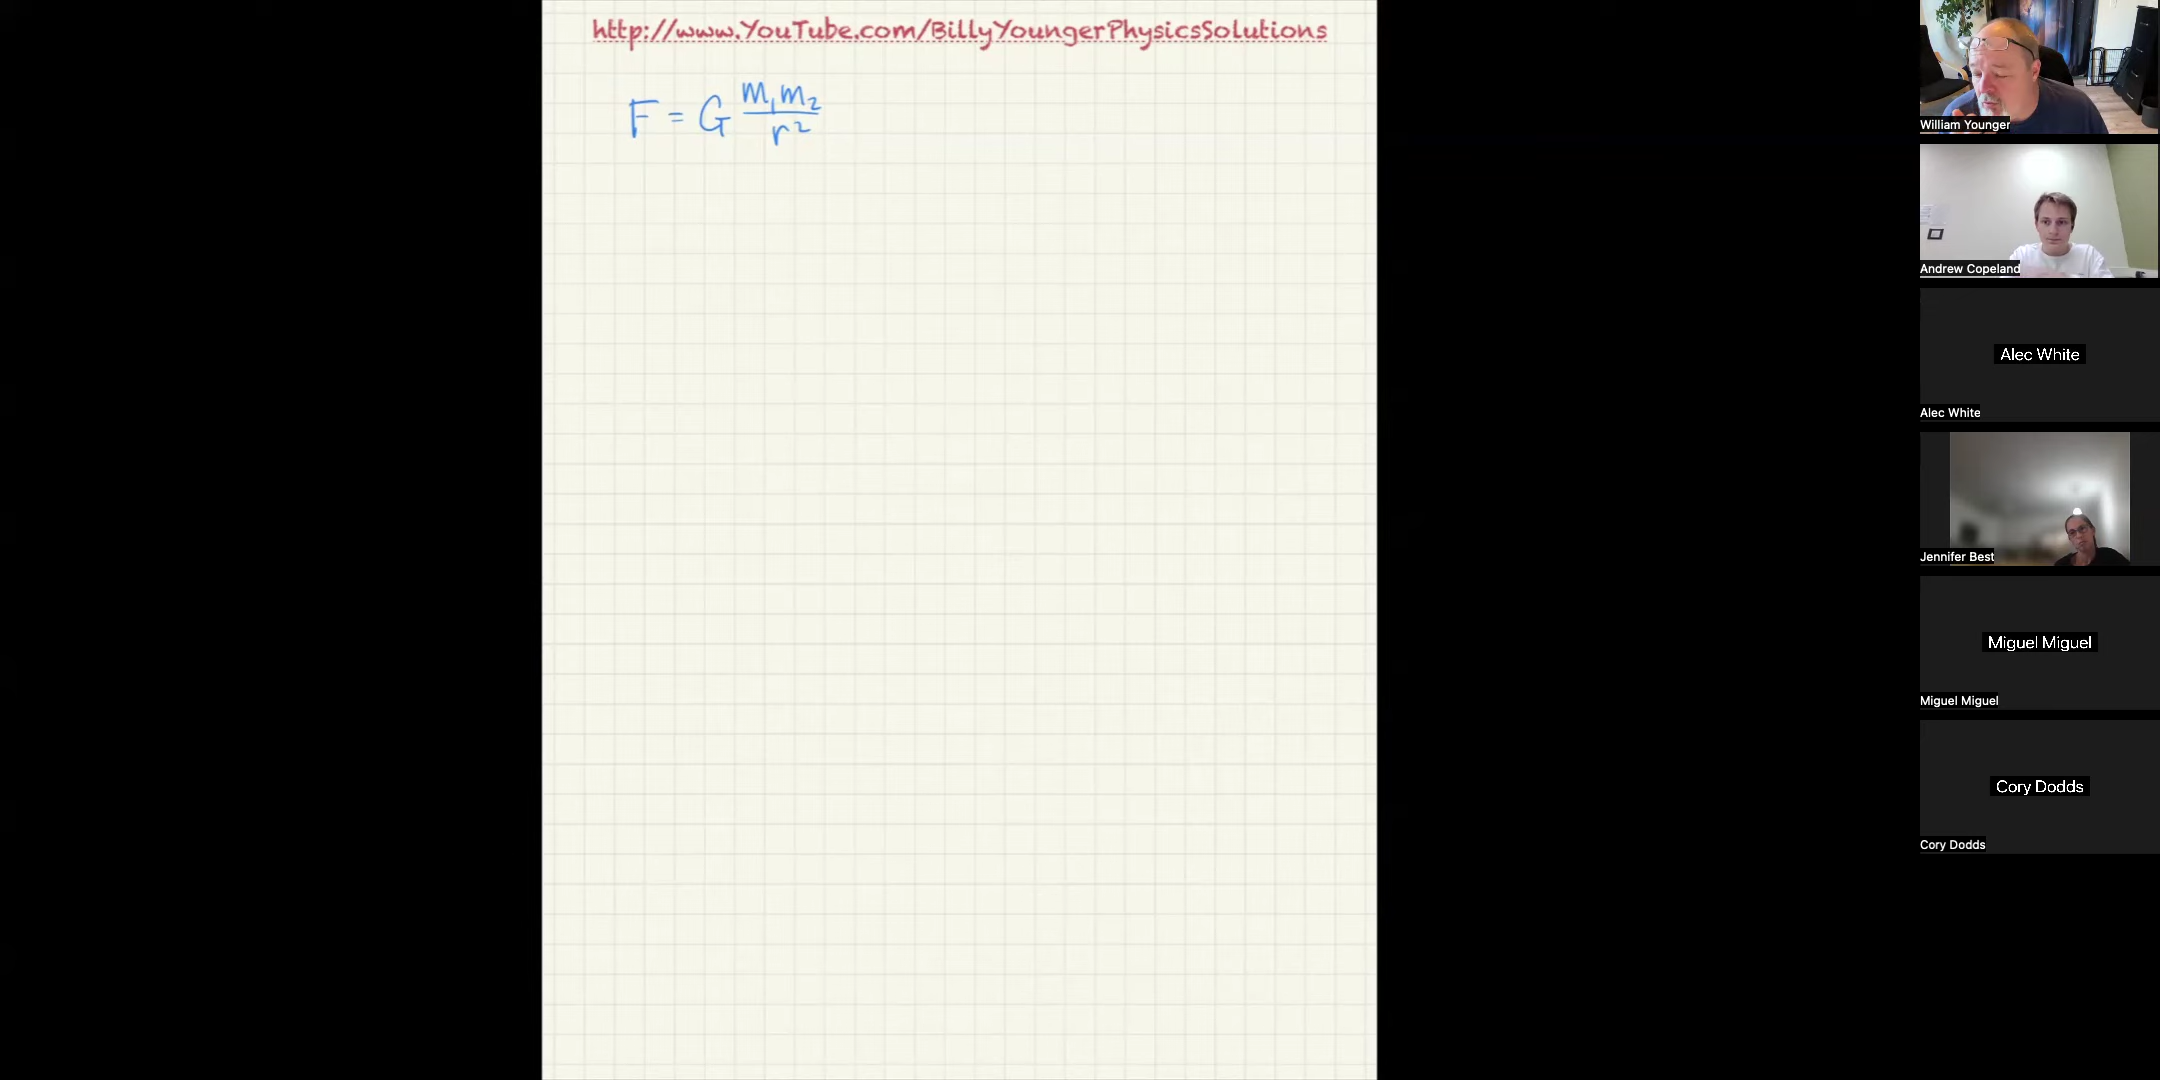 http://www.YouTube.com/BillyYoungerPhysicsSolutions
F = G m₁m₂ / r²
William Younger
Andrew Copeland
Alec White
Alec White
Jennifer Best
Miguel Miguel
Miguel Miguel
Cory Dodds
Cory Dodds